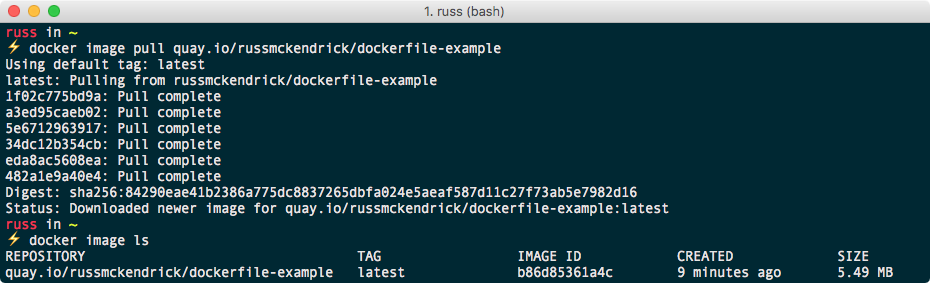 1. russ (bash)
russ in ~
⚡ docker image pull quay.io/russmckendrick/dockerfile-example
Using default tag: latest
latest: Pulling from russmckendrick/dockerfile-example
1f02c775bd9a: Pull complete
a3ed95caeb02: Pull complete
5e6712963917: Pull complete
34dc12b354cb: Pull complete
eda8ac5608ea: Pull complete
482a1e9a40e4: Pull complete
Digest: sha256:84290eae41b2386a775dc8837265dbfa024e5aeaf587d11c27f73ab5e7982d16
Status: Downloaded newer image for quay.io/russmckendrick/dockerfile-example:latest
russ in ~
⚡ docker image ls
REPOSITORY TAG IMAGE ID CREATED SIZE
quay.io/russmckendrick/dockerfile-example latest b86d85361a4c 9 minutes ago 5.49 MB